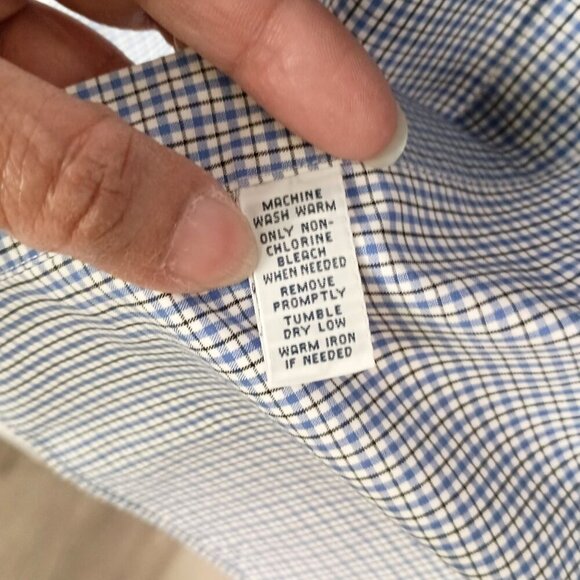 MACHINE
WASH WARM
ONLY NON-
CHLORINE
BLEACH
WHEN NEEDED
REMOVE
PROMPTLY
TUMBLE
DRY LOW
WARM IRON
IF NEEDED